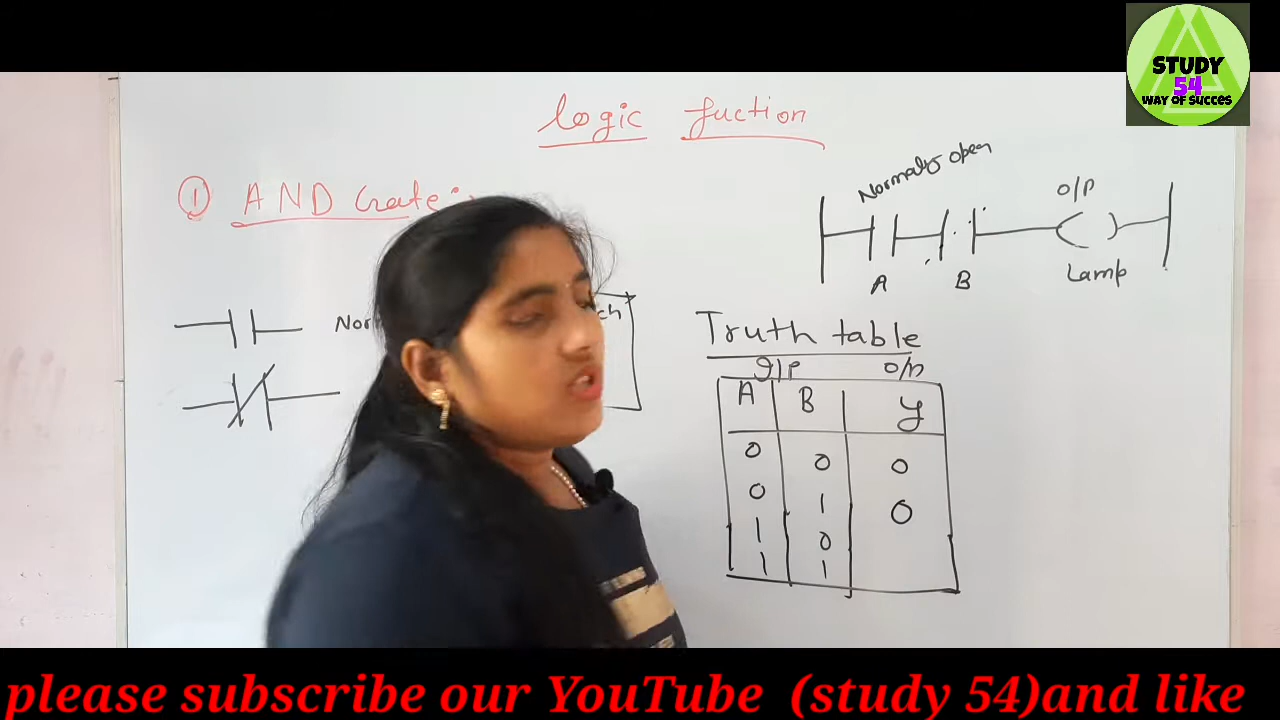 STUDY
54
WAY OF SUCCES
logic fuction
① AND Gate
Normally open
O/P
A
B
Lamp
Truth table
I/P
O/P
A B y
0 0 0
0 1 0
1 0
1 1
please subscribe our YouTube (study 54)and like